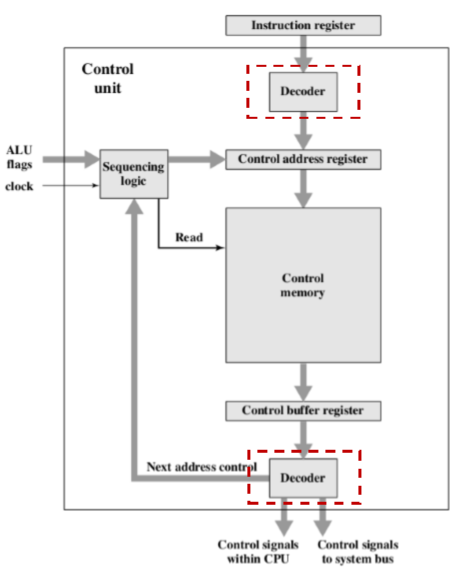 Instruction register
Control
unit
Decoder
ALU
flags
clock
Sequencing
logic
Control address register
Read
Control
memory
Control buffer register
Next address control
Decoder
Control signals
within CPU
Control signals
to system bus